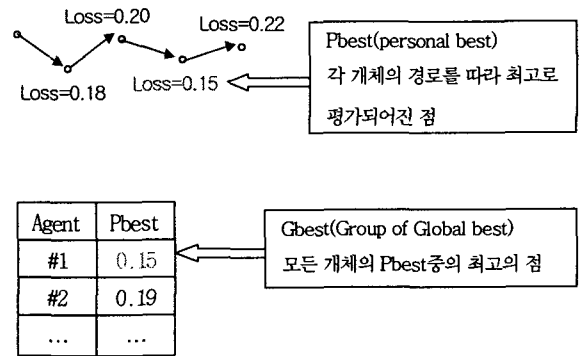 Loss=0.20
Loss=0.22
Loss=0.18
Loss=0.15
Pbest(personal best)
각 개체의 경로를 따라 최고로
평가되어진 점
Agent Pbest
#1 0.15
#2 0.19
... ...
Gbest(Group of Global best)
모든 개체의 Pbest중의 최고의 점